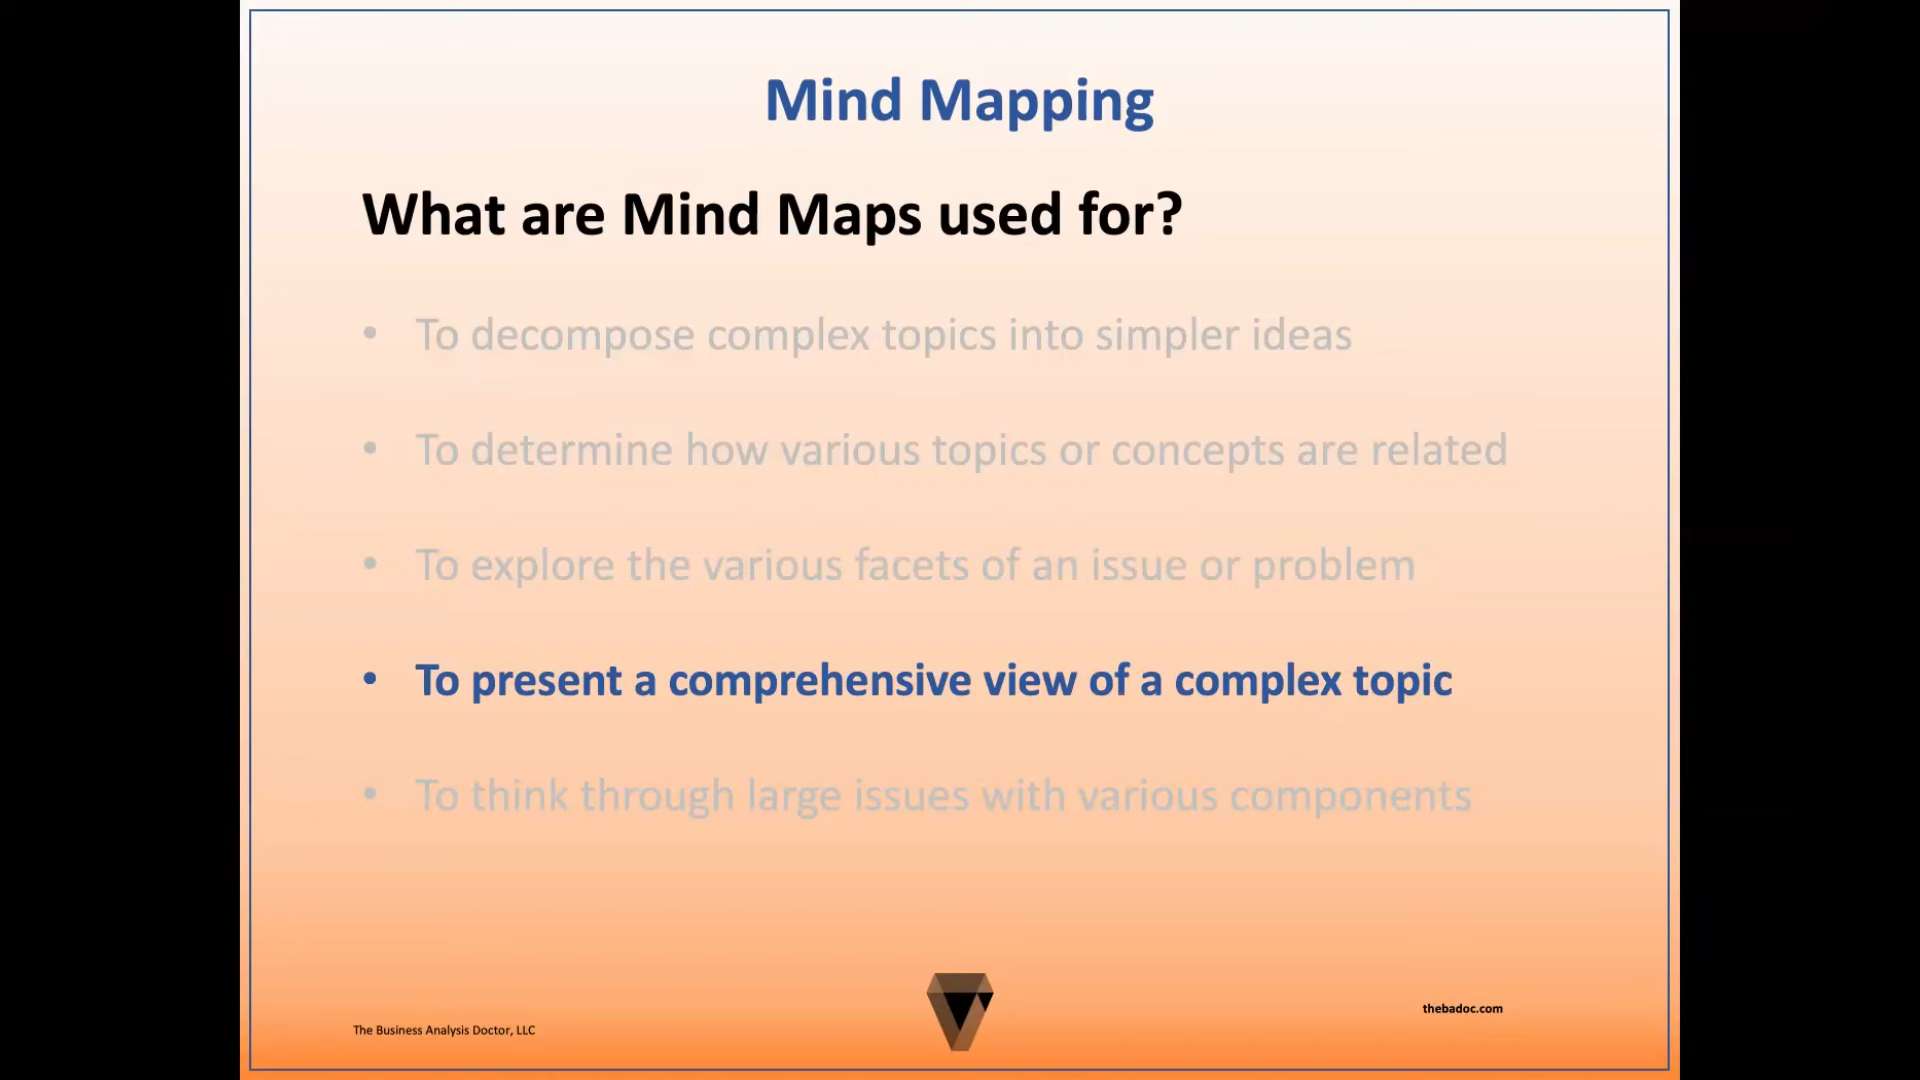 Mind Mapping
What are Mind Maps used for?
• To decompose complex topics into simpler ideas
• To determine how various topics or concepts are related
• To explore the various facets of an issue or problem
• To present a comprehensive view of a complex topic
• To think through large issues with various components
thebadoc.com
The Business Analysis Doctor, LLC